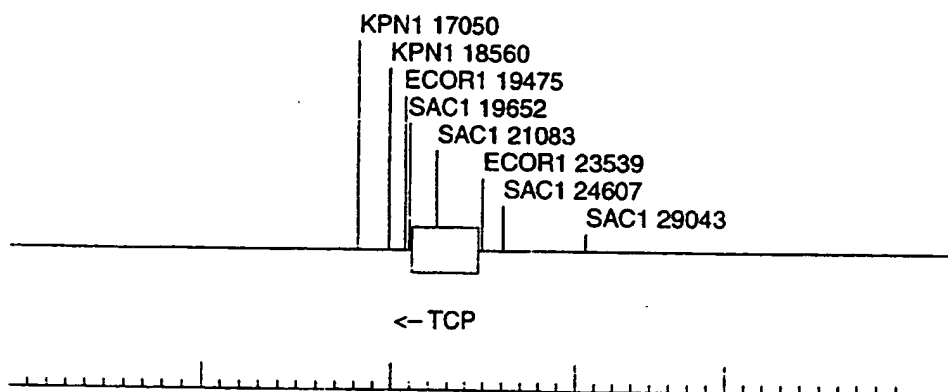 KPN1 17050
KPN1 18560
ECOR1 19475
SAC1 19652
SAC1 21083
ECOR1 23539
SAC1 24607
SAC1 29043
<–TCP